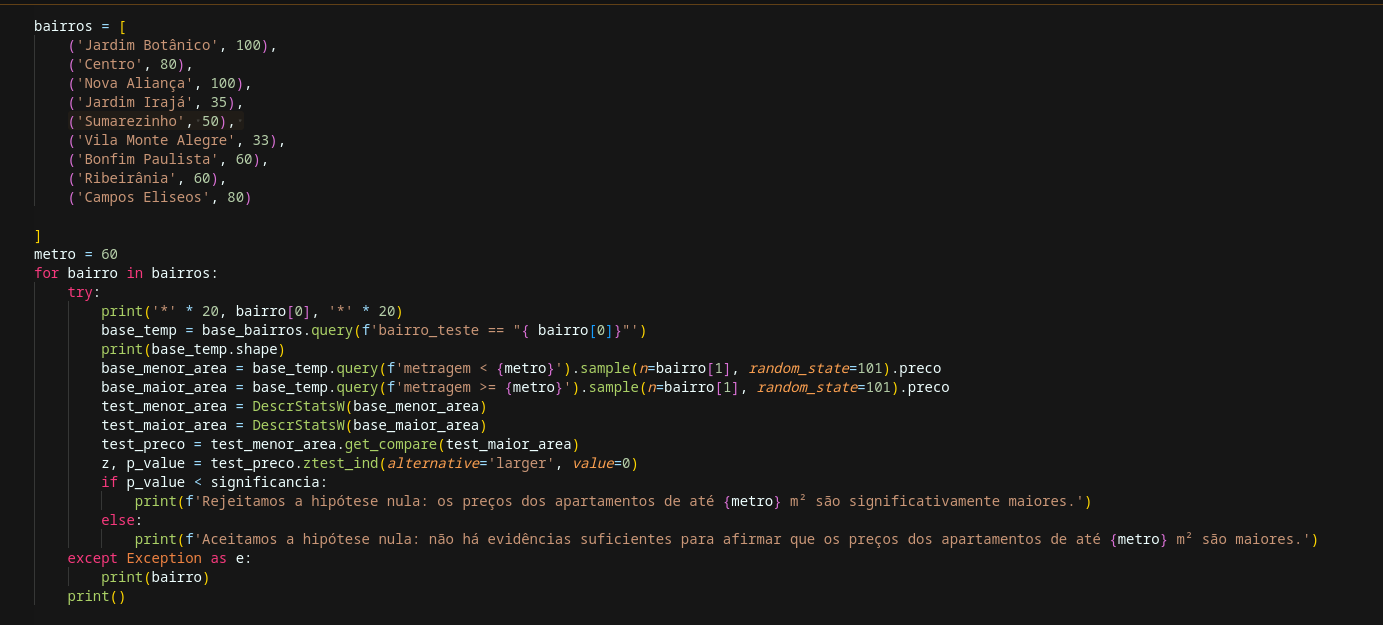 bairros = [
    ('Jardim Botânico', 100),
    ('Centro', 80),
    ('Nova Aliança', 100),
    ('Jardim Irajá', 35),
    ('Sumarezinho', 50),
    ('Vila Monte Alegre', 33),
    ('Bonfim Paulista', 60),
    ('Ribeirânia', 60),
    ('Campos Eliseos', 80)
]
metro = 60
for bairro in bairros:
    try:
        print('*' * 20, bairro[0], '*' * 20)
        base_temp = base_bairros.query(f'bairro_teste == "{ bairro[0]}"')
        print(base_temp.shape)
        base_menor_area = base_temp.query(f'metragem < {metro}').sample(n=bairro[1], random_state=101).preco
        base_maior_area = base_temp.query(f'metragem >= {metro}').sample(n=bairro[1], random_state=101).preco
        test_menor_area = DescrStatsW(base_menor_area)
        test_maior_area = DescrStatsW(base_maior_area)
        test_preco = test_menor_area.get_compare(test_maior_area)
        z, p_value = test_preco.ztest_ind(alternative='larger', value=0)
        if p_value < significancia:
            print(f'Rejeitamos a hipótese nula: os preços dos apartamentos de até {metro} m² são significativamente maiores.')
        else:
            print(f'Aceitamos a hipótese nula: não há evidências suficientes para afirmar que os preços dos apartamentos de até {metro} m² são maiores.')
    except Exception as e:
        print(bairro)
    print()